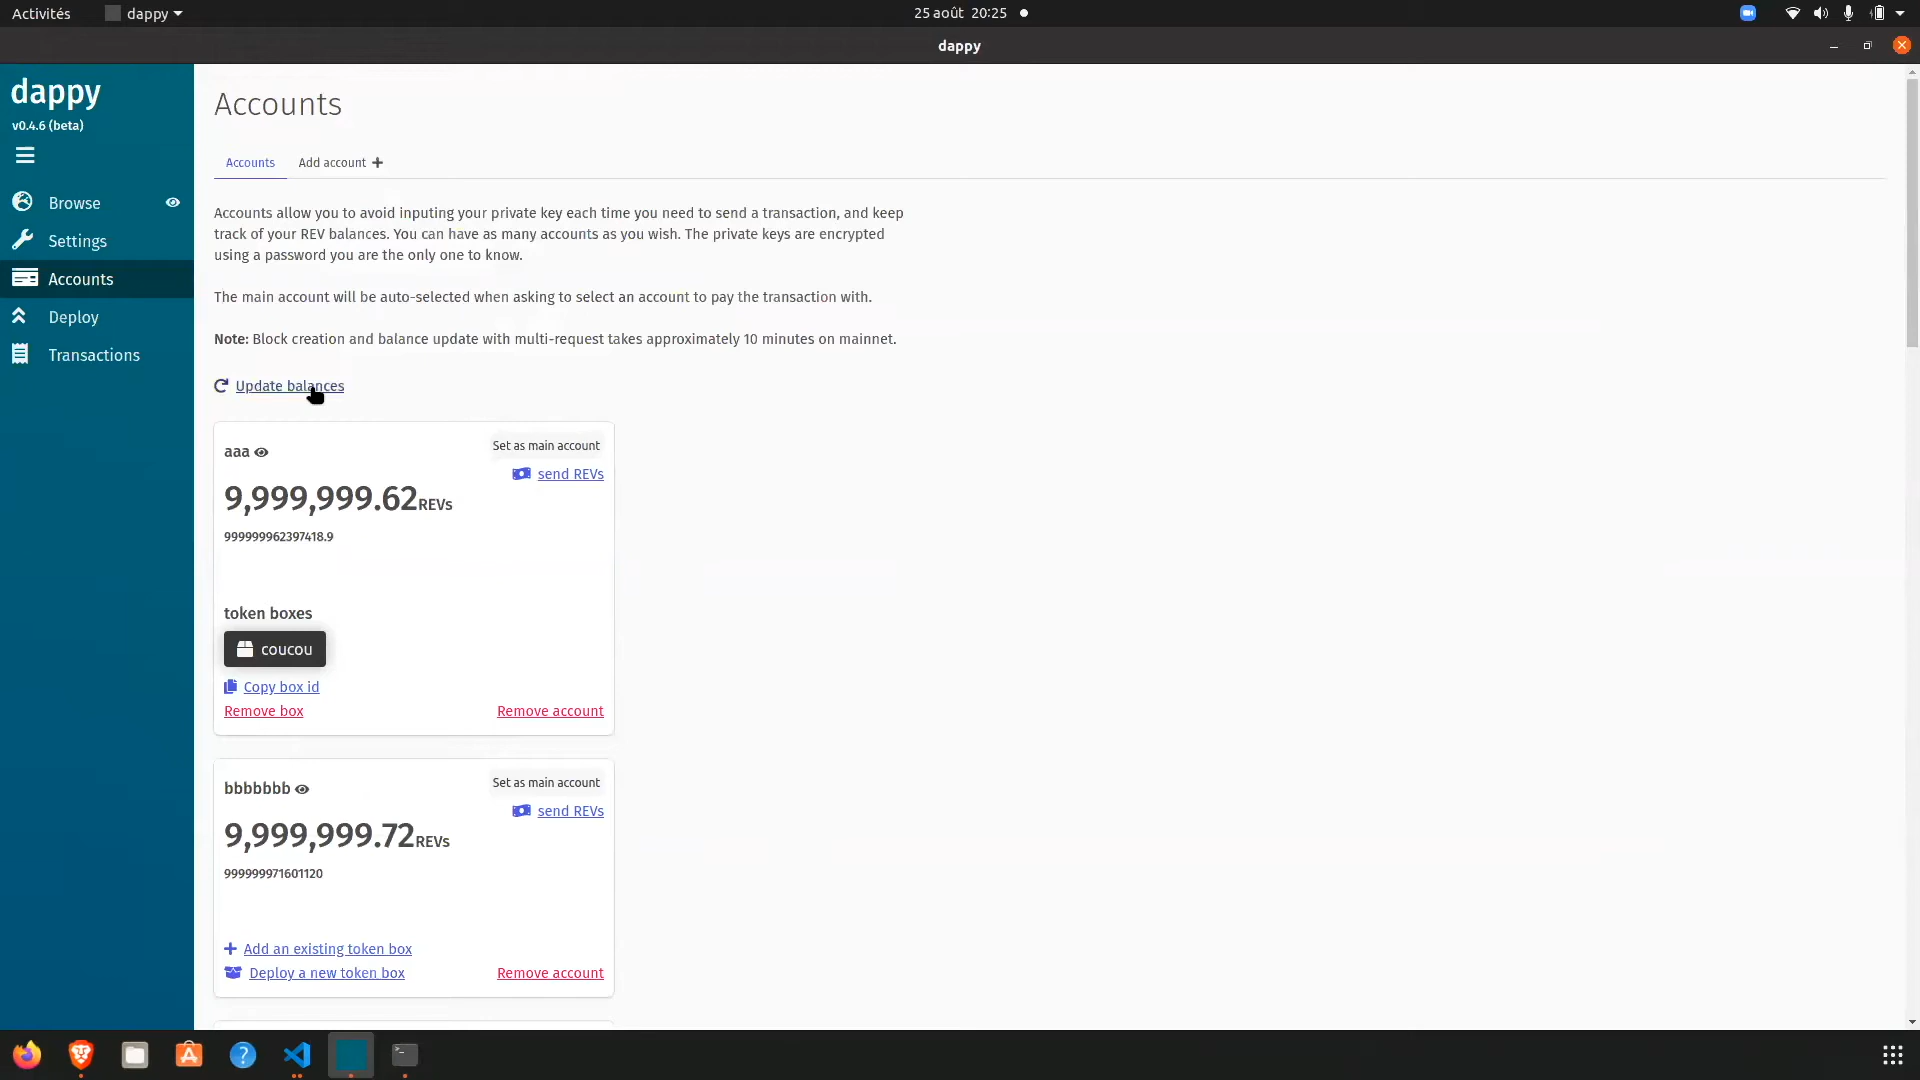 Activités
dappy
25 août 20:25
dappy
dappy
v0.4.6 (beta)
Browse
Settings
Accounts
Deploy
Transactions
Accounts
Accounts
Add account
Accounts allow you to avoid inputing your private key each time you need to send a transaction, and keep
track of your REV balances. You can have as many accounts as you wish. The private keys are encrypted
using a password you are the only one to know.
The main account will be auto-selected when asking to select an account to pay the transaction with.
Note: Block creation and balance update with multi-request takes approximately 10 minutes on mainnet.
Update balances
aaa
Set as main account
send REVs
9,999,999.62REVs
999999962397418.9
token boxes
coucou
Copy box id
Remove box
Remove account
bbbbbbb
Set as main account
send REVs
9,999,999.72REVs
999999971601120
Add an existing token box
Deploy a new token box
Remove account